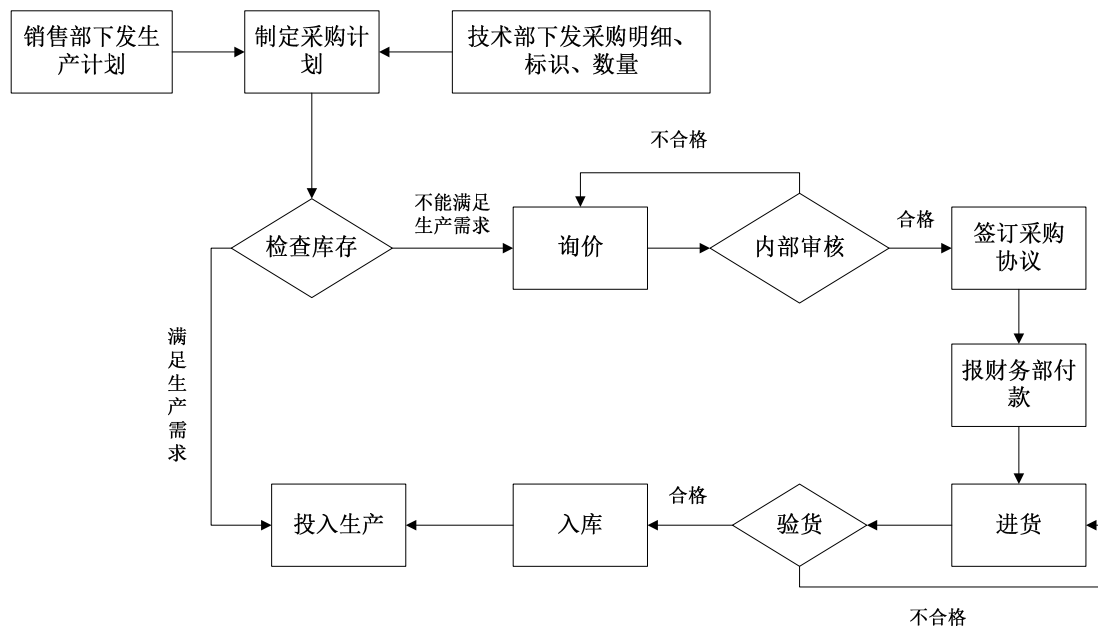 销售部下发生
产计划
制定采购计
划
技术部下发采购明细、
标识、数量
不合格
不能满足
生产需求
检查库存
询价
内部审核
合格
签订采购
协议
满
足
生
产
需
求
报财务部付
款
投入生产
入库
合格
验货
进货
不合格